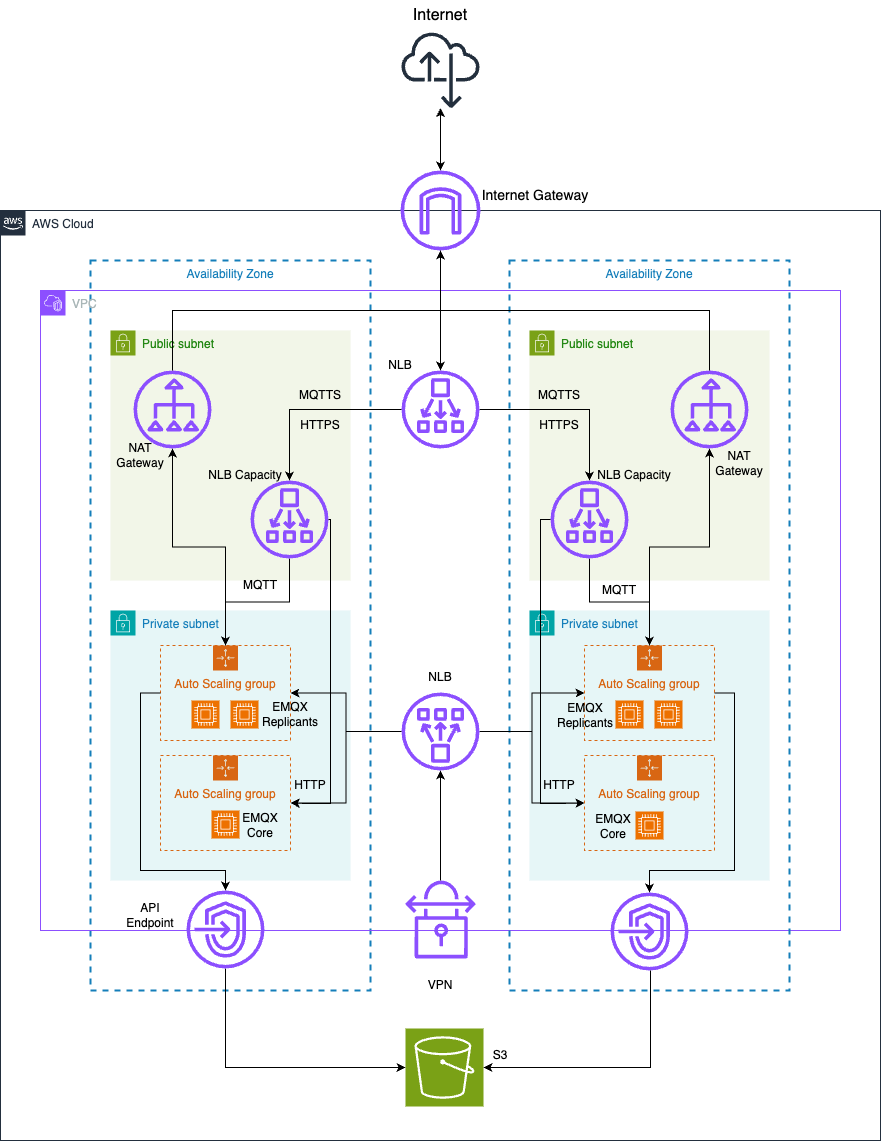 Internet
Internet Gateway
aws
AWS Cloud
Availability Zone
Availability Zone
VPC
Public subnet
Public subnet
NLB
MQTTS
MQTTS
HTTPS
HTTPS
NAT
Gateway
NAT
Gateway
NLB Capacity
NLB Capacity
MQTT
MQTT
Private subnet
Private subnet
NLB
Auto Scaling group
Auto Scaling group
EMQX
Replicants
EMQX
Replicants
HTTP
HTTP
Auto Scaling group
Auto Scaling group
EMQX
Core
EMQX
Core
API
Endpoint
VPN
S3